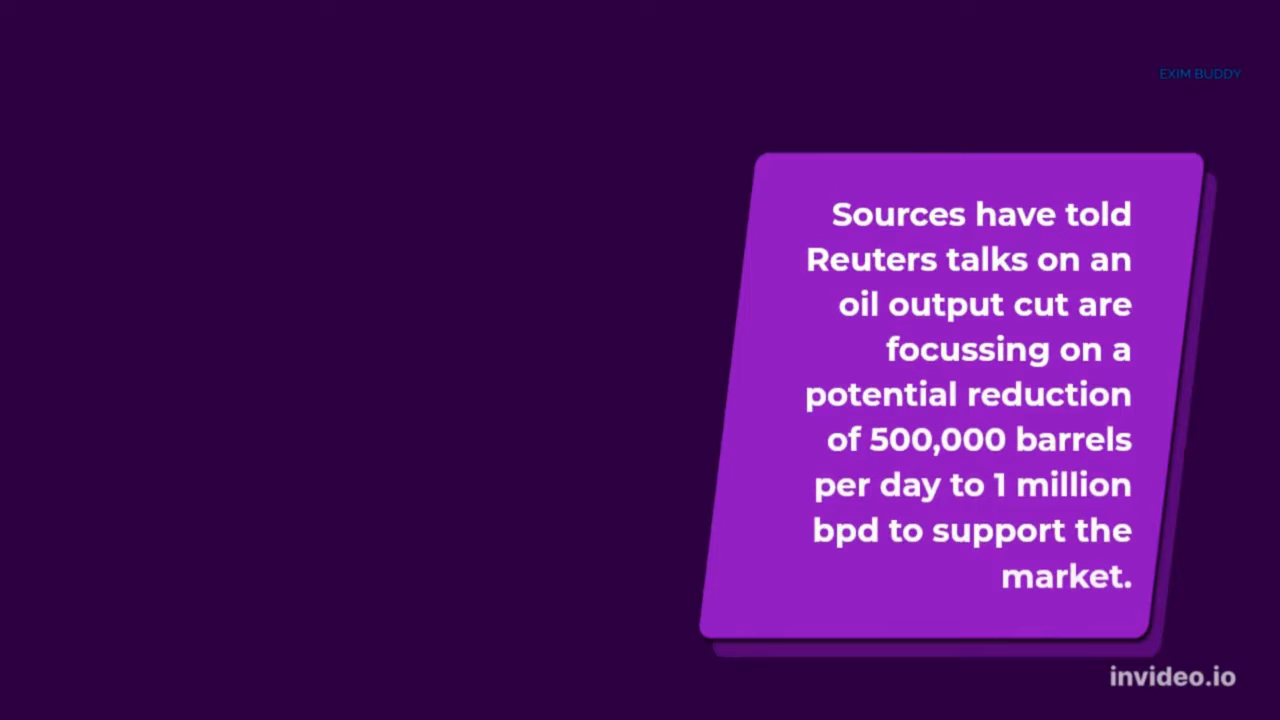 EXIM BUDDY
Sources have told
Reuters talks on an
oil output cut are
focussing on a
potential reduction
of 500,000 barrels
per day to 1 million
bpd to support the
market.
invideo.io